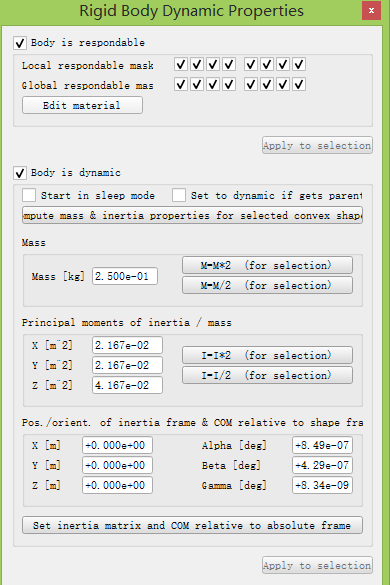 Rigid Body Dynamic Properties x
Body is respondable
Local respondable mask
Global respondable mas
Edit material
Apply to selection
Body is dynamic
Start in sleep mode Set to dynamic if gets parent
mpute mass & inertia properties for selected convex shape
Mass
Mass [kg] 2.500e-01 M=M*2 (for selection)
M=M/2 (for selection)
Principal moments of inertia / mass
X [m^2] 2.167e-02
Y [m^2] 2.167e-02 I=I*2 (for selection)
Z [m^2] 4.167e-02 I=I/2 (for selection)
Pos./orient. of inertia frame & COM relative to shape fra
X [m] +0.000e+00 Alpha [deg] +8.49e-07
Y [m] +0.000e+00 Beta [deg] +4.29e-07
Z [m] +0.000e+00 Gamma [deg] +8.34e-09
Set inertia matrix and COM relative to absolute frame
Apply to selection